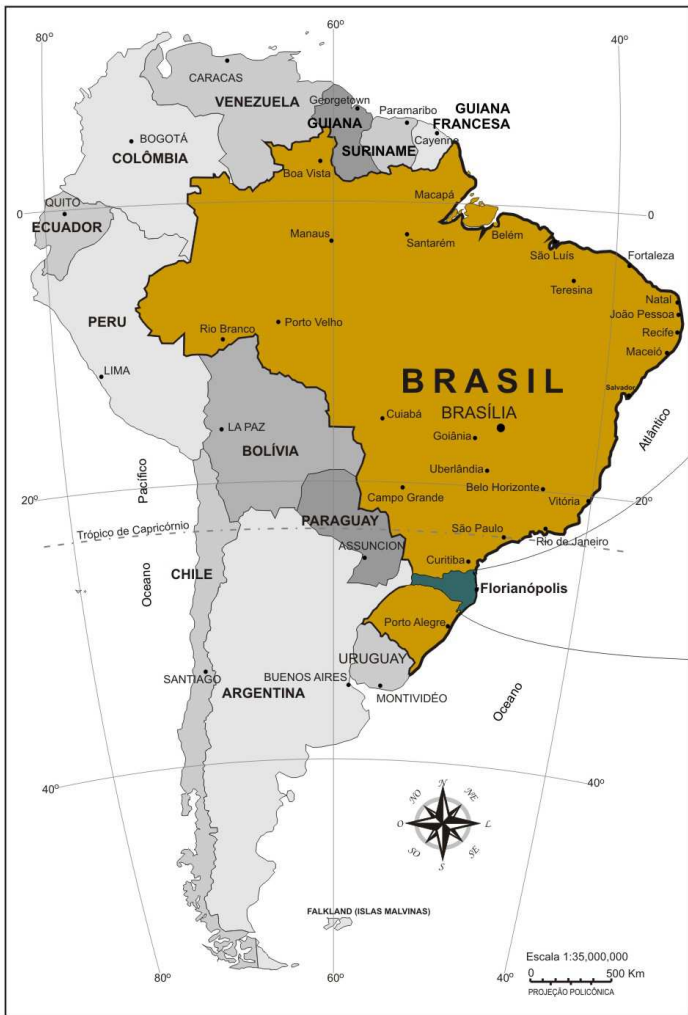 80º
60º
40º
CARACAS
VENEZUELA
Georgetown
GUIANA
Paramaribo
SURINAME
GUIANA
FRANCESA
Cayenne
BOGOTÁ
COLÔMBIA
Boa Vista
QUITO
0
ECUADOR
Macapá
0
Manaus
Santarém
Belém
São Luís
Fortaleza
Teresina
Natal
João Pessoa
Recife
Maceió
PERU
Rio Branco
Porto Velho
LIMA
BRASIL
BRASÍLIA
Salvador
Cuiabá
Goiânia
LA PAZ
BOLÍVIA
Atlântico
Pacífico
Uberlândia
Campo Grande
Belo Horizonte
Vitória
20º
20º
PARAGUAY
São Paulo
Rio de Janeiro
Trópico de Capricórnio
ASSUNCION
Curitiba
CHILE
Oceano
Florianópolis
Porto Alegre
URUGUAY
SANTIAGO
BUENOS AIRES
ARGENTINA
MONTIVIDÉO
Oceano
40º
40º
N
NO
NE
O
L
SO
SE
S
FALKLAND (ISLAS MALVINAS)
Escala 1:35,000,000
0 500 Km
PROJEÇÃO POLICÔNICA
80º
60º
40º